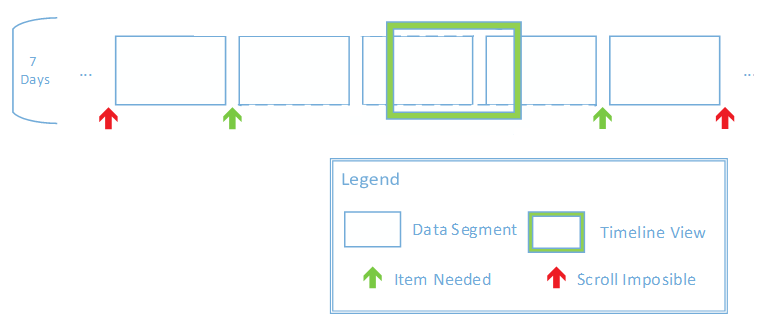 7
Days
...
...
Legend
Data Segment
Timeline View
Item Needed
Scroll Imposible